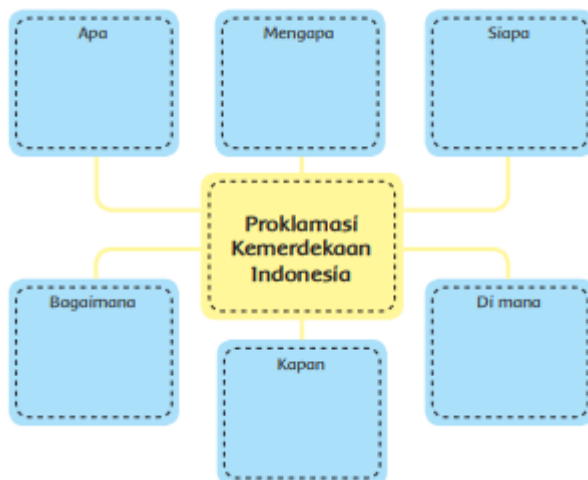 Apa
Mengapa
Siapa
Proklamasi
Kemerdekaan
Indonesia
Bagaimana
Di mana
Kapan